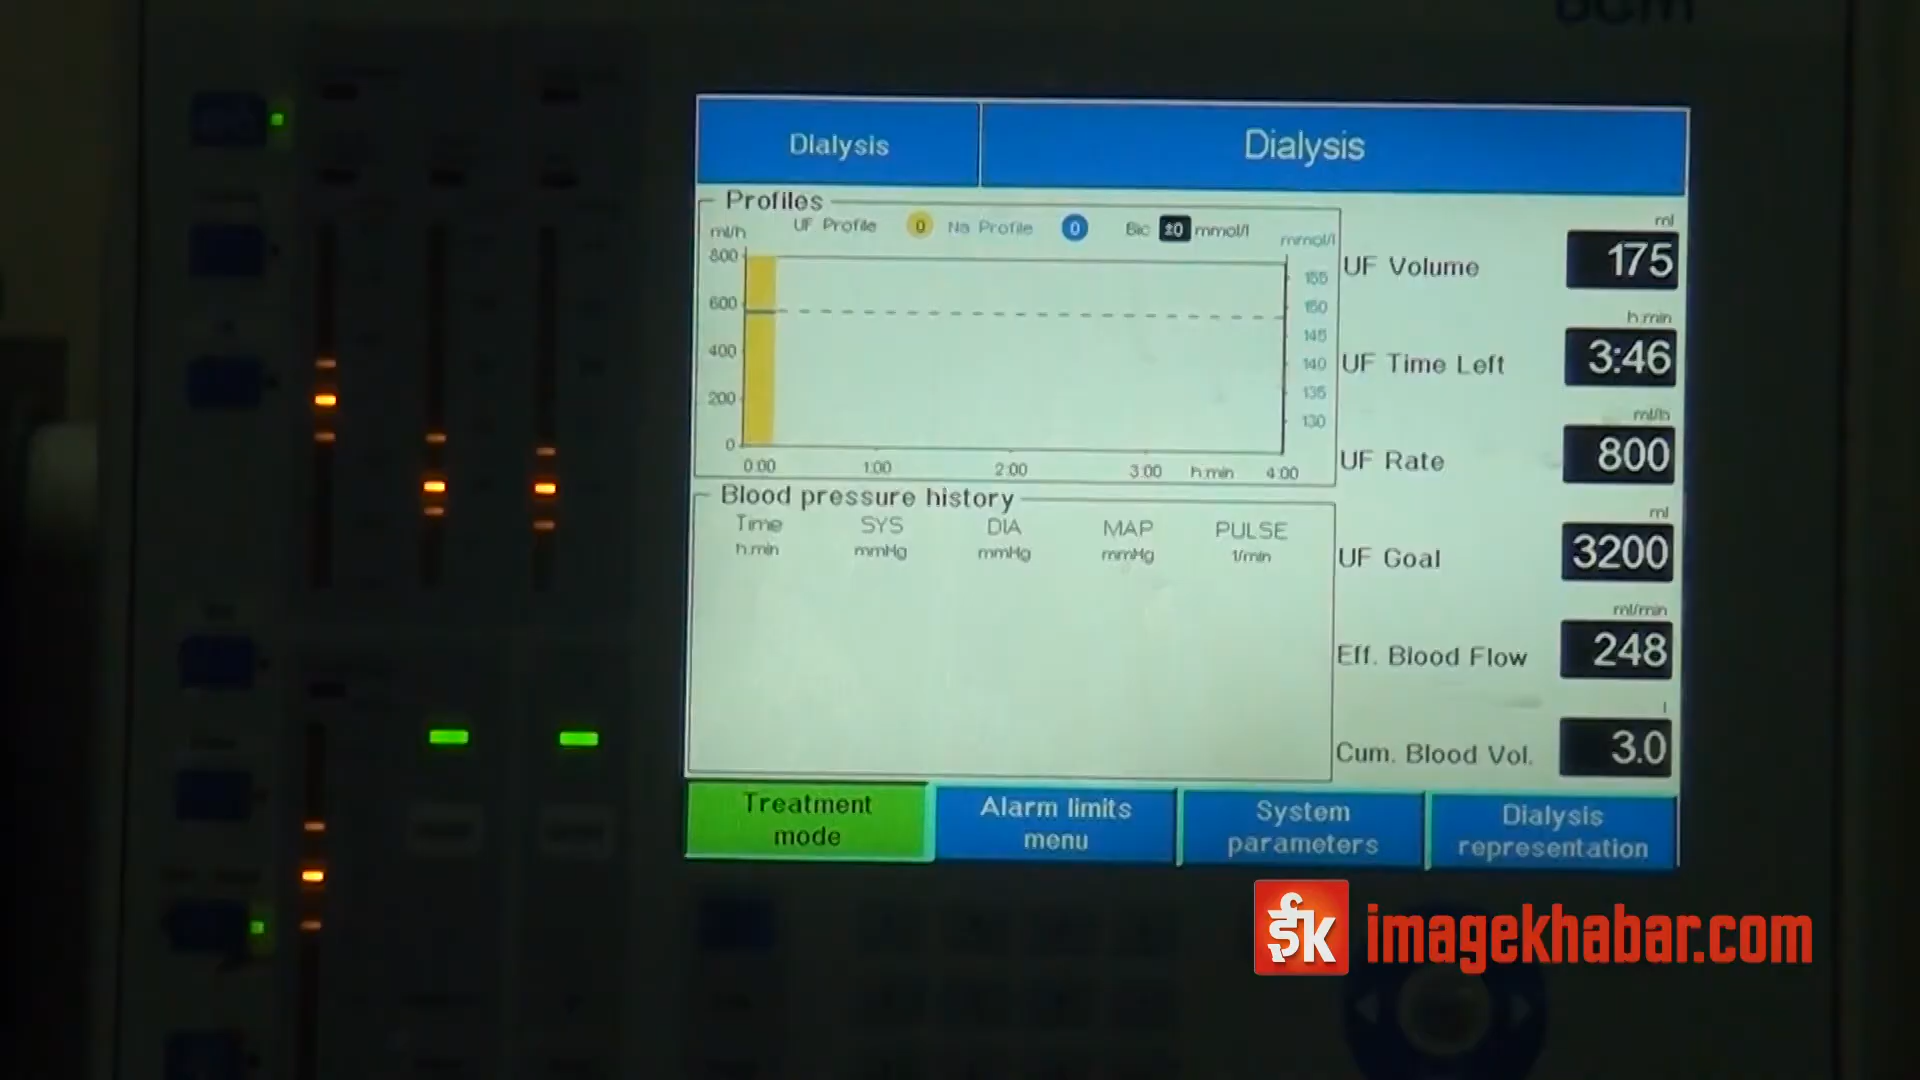 BCM
Dialysis
Dialysis
Profiles
UF Profile 0 Na Profile 0 Bic ±0 mmol/l
ml/h
mmol/l
800
600
400
200
0
155
150
145
140
135
130
0:00 1:00 2:00 3:00 h:min 4:00
Blood pressure history
Time SYS DIA MAP PULSE
h:min mmHg mmHg mmHg 1/min
ml
UF Volume 175
h:min
UF Time Left 3:46
ml/h
UF Rate 800
ml
UF Goal 3200
ml/min
Eff. Blood Flow 248
l
Cum. Blood Vol. 3.0
Treatment
mode
Alarm limits
menu
System
parameters
Dialysis
representation
imagekhabar.com